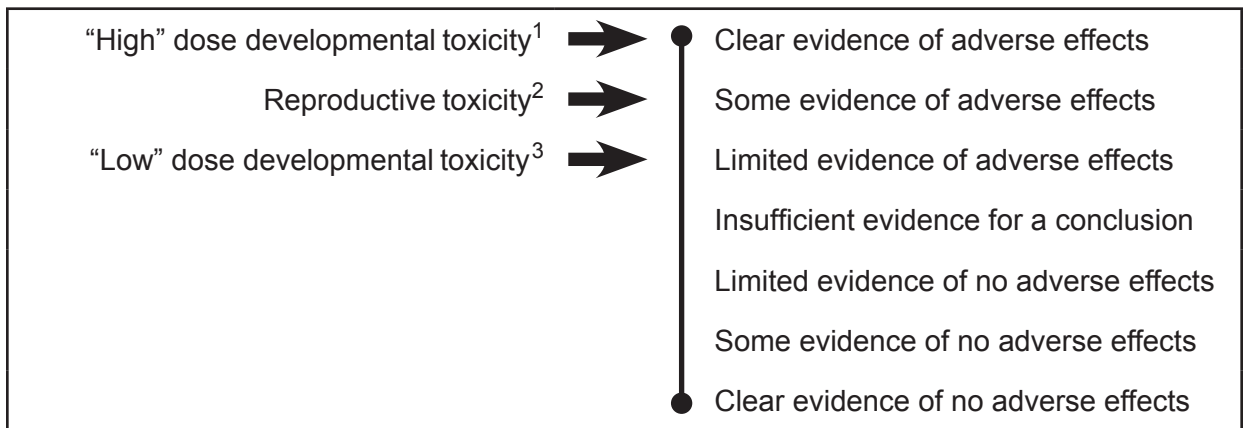 “High” dose developmental toxicity1 Clear evidence of adverse effects
Reproductive toxicity2 Some evidence of adverse effects
“Low” dose developmental toxicity3 Limited evidence of adverse effects
Insufficient evidence for a conclusion
Limited evidence of no adverse effects
Some evidence of no adverse effects
Clear evidence of no adverse effects